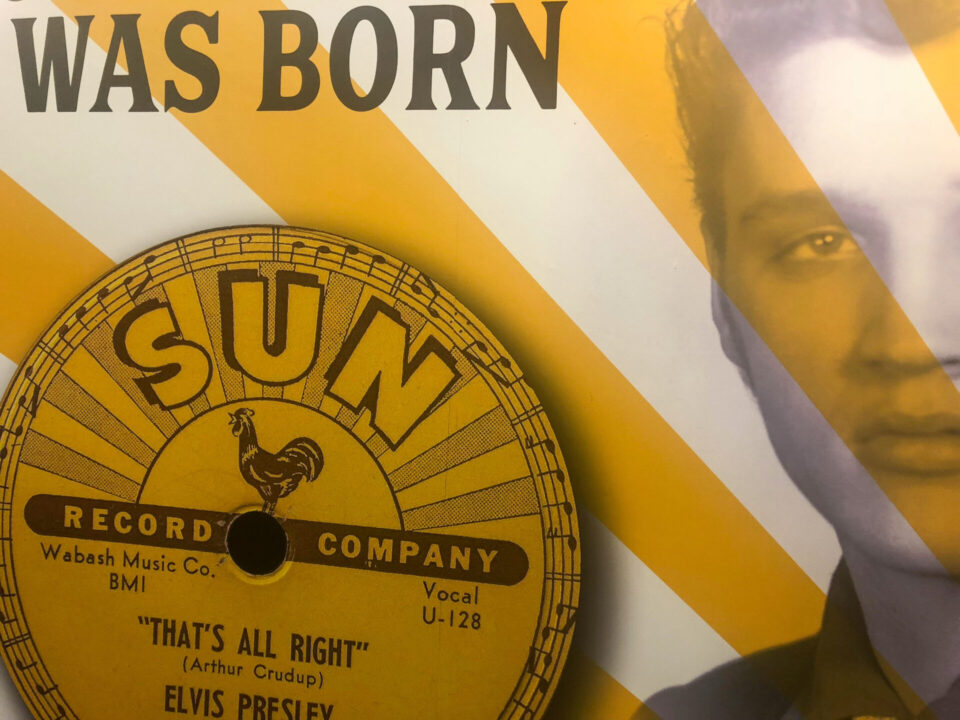 WAS BORN
SUN
RECORD COMPANY
Wabash Music Co.
BMI
Vocal
U-128
"THAT'S ALL RIGHT"
(Arthur Crudup)
ELVIS PRESLEY